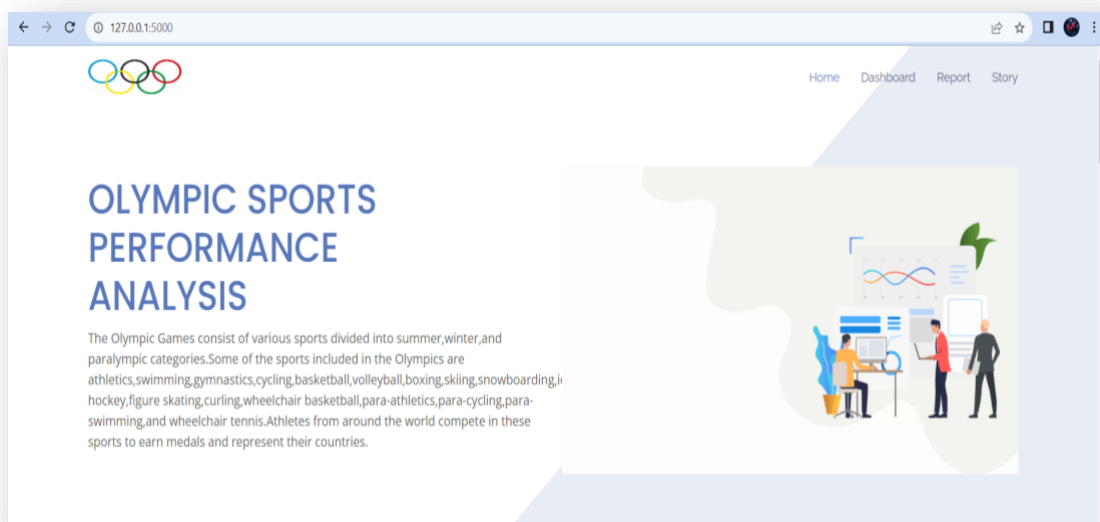 127.0.0.1:5000
Home Dashboard Report Story
OLYMPIC SPORTS
PERFORMANCE
ANALYSIS
The Olympic Games consist of various sports divided into summer,winter,and
paralympic categories.Some of the sports included in the Olympics are
athletics,swimming,gymnastics,cycling,basketball,volleyball,boxing,skiing,snowboarding,
hockey,figure skating,curling,wheelchair basketball,para-athletics,para-cycling,para-
swimming,and wheelchair tennis.Athletes from around the world compete in these
sports to earn medals and represent their countries.